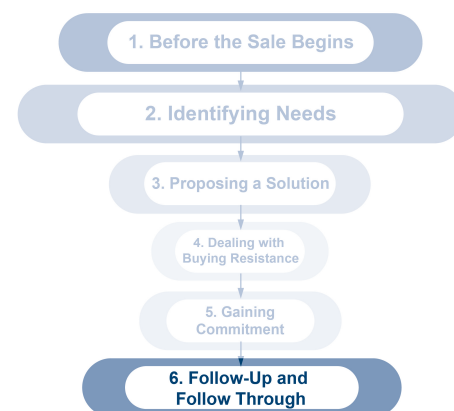 1. Before the Sale Begins
2. Identifying Needs
3. Proposing a Solution
4. Dealing with
Buying Resistance
5. Gaining
Commitment
6. Follow-Up and
Follow Through